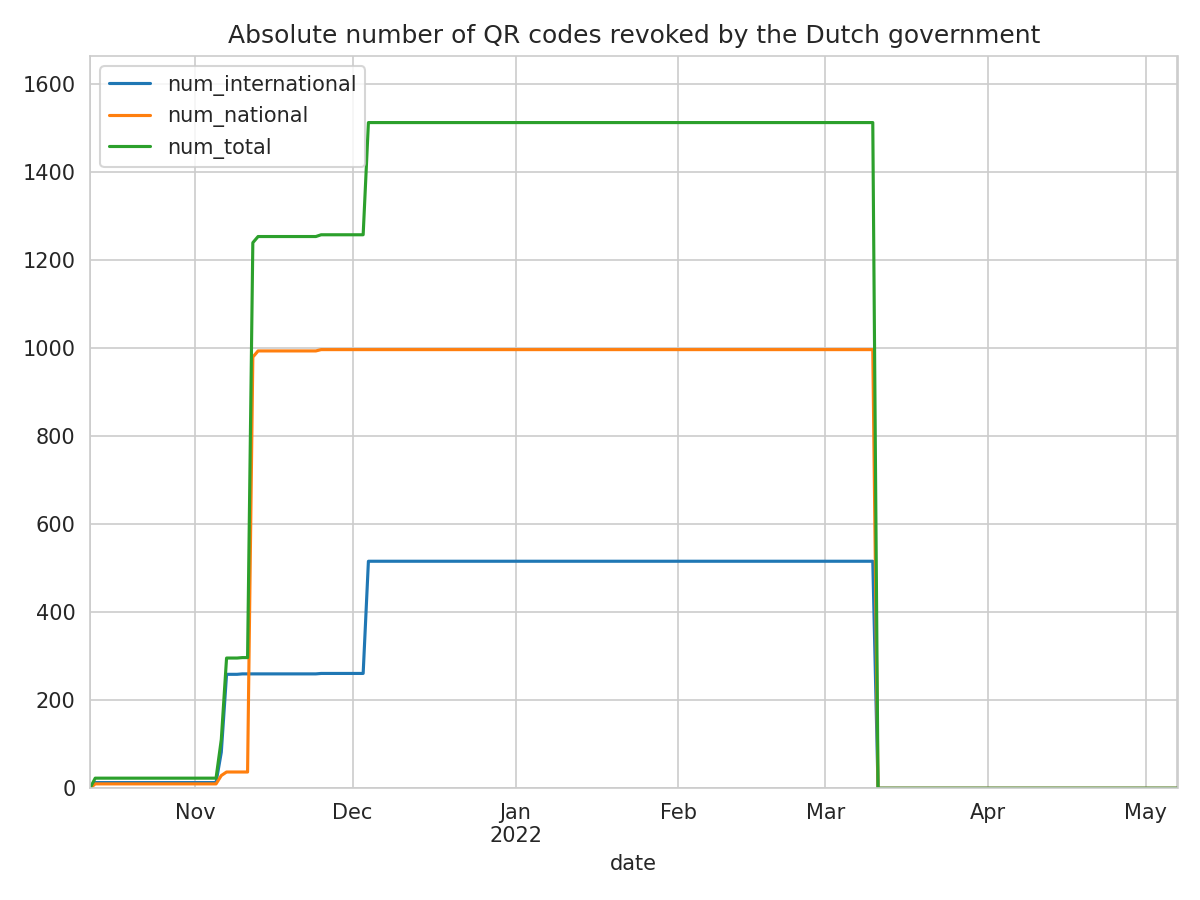 Absolute number of QR codes revoked by the Dutch government
num_international
num_national
num_total
1600
1400
1200
1000
800
600
400
200
0
Nov
Dec
Jan
2022
Feb
Mar
Apr
May
date